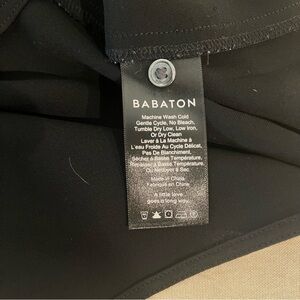 BABATON
Machine Wash Cold
Gentle Cycle, No Bleach,
Tumble Dry Low, Low Iron,
Or Dry Clean
Laver à La Machine à
L'eau Froide Au Cycle Délicat,
Pas De Blanchiment,
Sécher à Basse Température,
Repasser à Basse Température,
Ou Nettoyer à Sec
Made in China
Fabriqué en Chine
A little love
goes a long way.